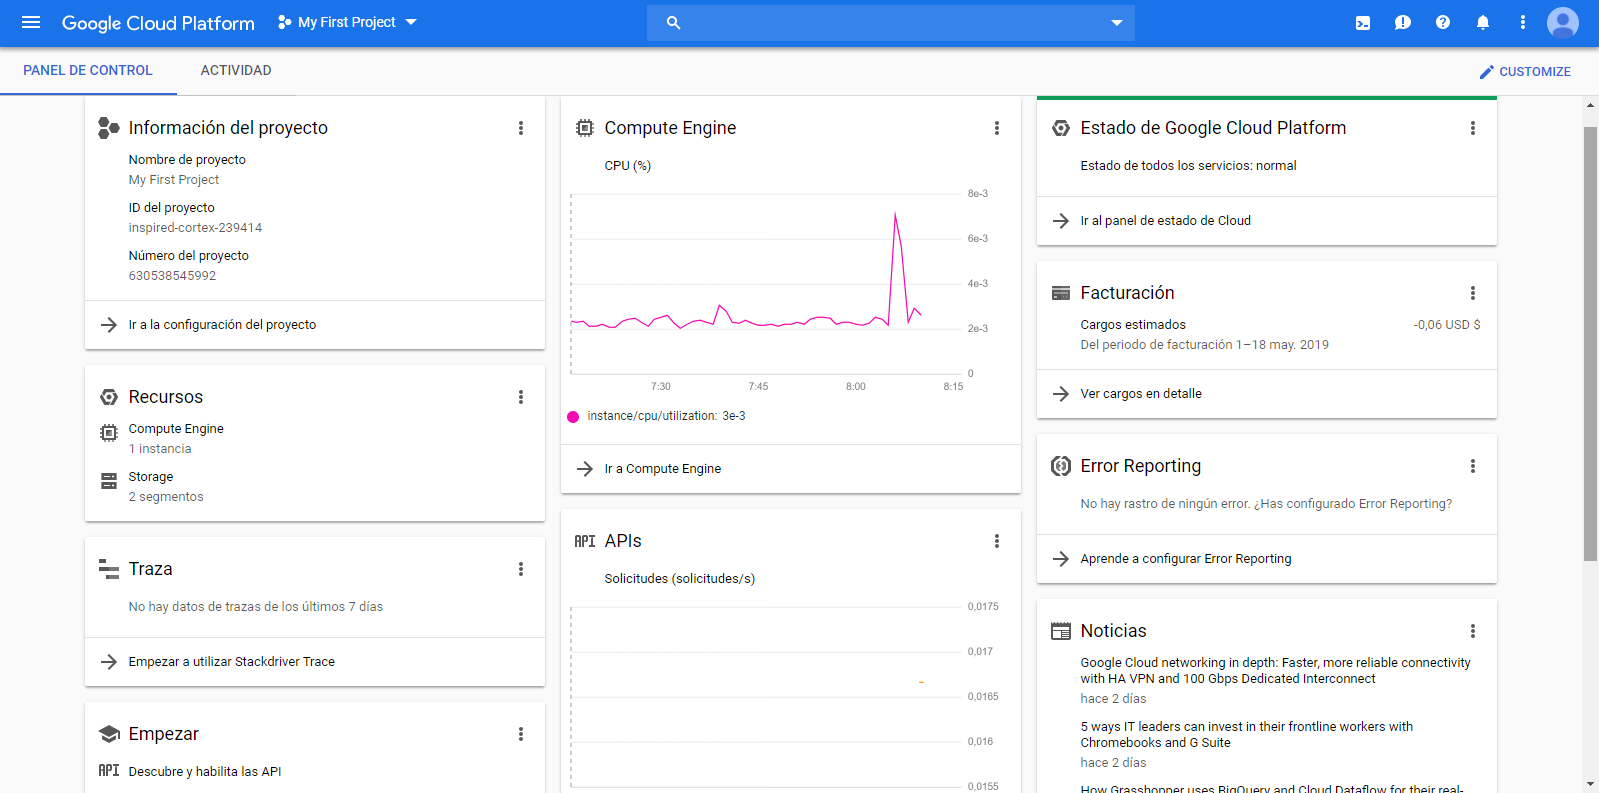 Google Cloud Platform
My First Project
PANEL DE CONTROL
ACTIVIDAD
CUSTOMIZE
Información del proyecto
Nombre de proyecto
My First Project
ID del proyecto
inspired-cortex-239414
Número del proyecto
630538545992
Ir a la configuración del proyecto
Recursos
Compute Engine
1 instancia
Storage
2 segmentos
Traza
No hay datos de trazas de los últimos 7 días
Empezar a utilizar Stackdriver Trace
Empezar
API Descubre y habilita las API
Compute Engine
CPU (%)
8e-3
6e-3
4e-3
2e-3
0
7:30 7:45 8:00 8:15
instance/cpu/utilization: 3e-3
Ir a Compute Engine
API APIs
Solicitudes (solicitudes/s)
0,0175
0,017
0,0165
0,016
0,0155
Estado de Google Cloud Platform
Estado de todos los servicios: normal
Ir al panel de estado de Cloud
Facturación
Cargos estimados -0,06 USD $
Del periodo de facturación 1–18 may. 2019
Ver cargos en detalle
Error Reporting
No hay rastro de ningún error. ¿Has configurado Error Reporting?
Aprende a configurar Error Reporting
Noticias
Google Cloud networking in depth: Faster, more reliable connectivity
with HA VPN and 100 Gbps Dedicated Interconnect
hace 2 días
5 ways IT leaders can invest in their frontline workers with
Chromebooks and G Suite
hace 2 días
How Grasshopper uses BigQuery and Cloud Dataflow for their real-